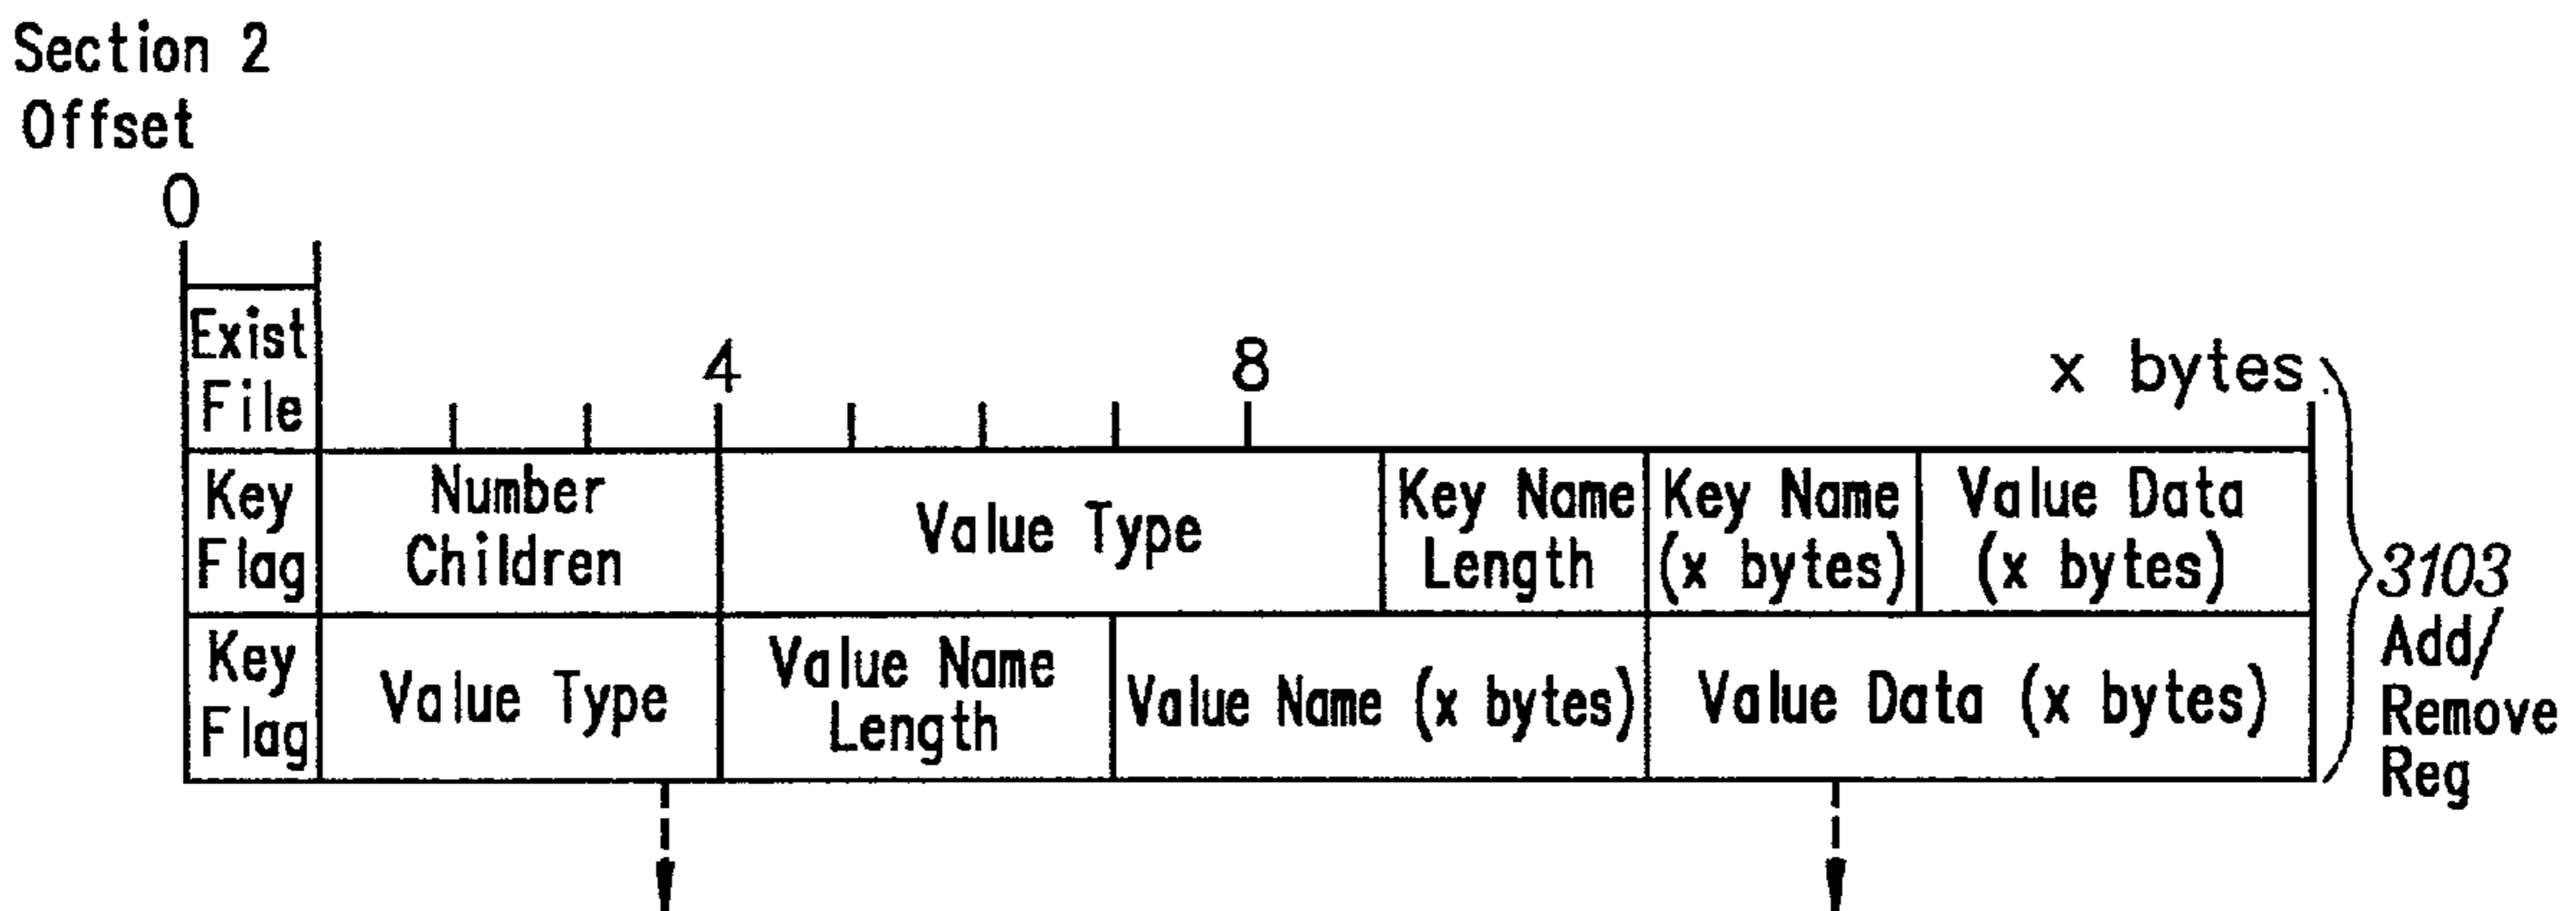 Section 2
Offset
0
Exist
File
4
8
x bytes
Key
Flag
Number
Children
Value Type
Key Name
Length
Key Name
(x bytes)
Value Data
(x bytes)
3103
Add/
Remove
Reg
Key
Flag
Value Type
Value Name
Length
Value Name (x bytes)
Value Data (x bytes)